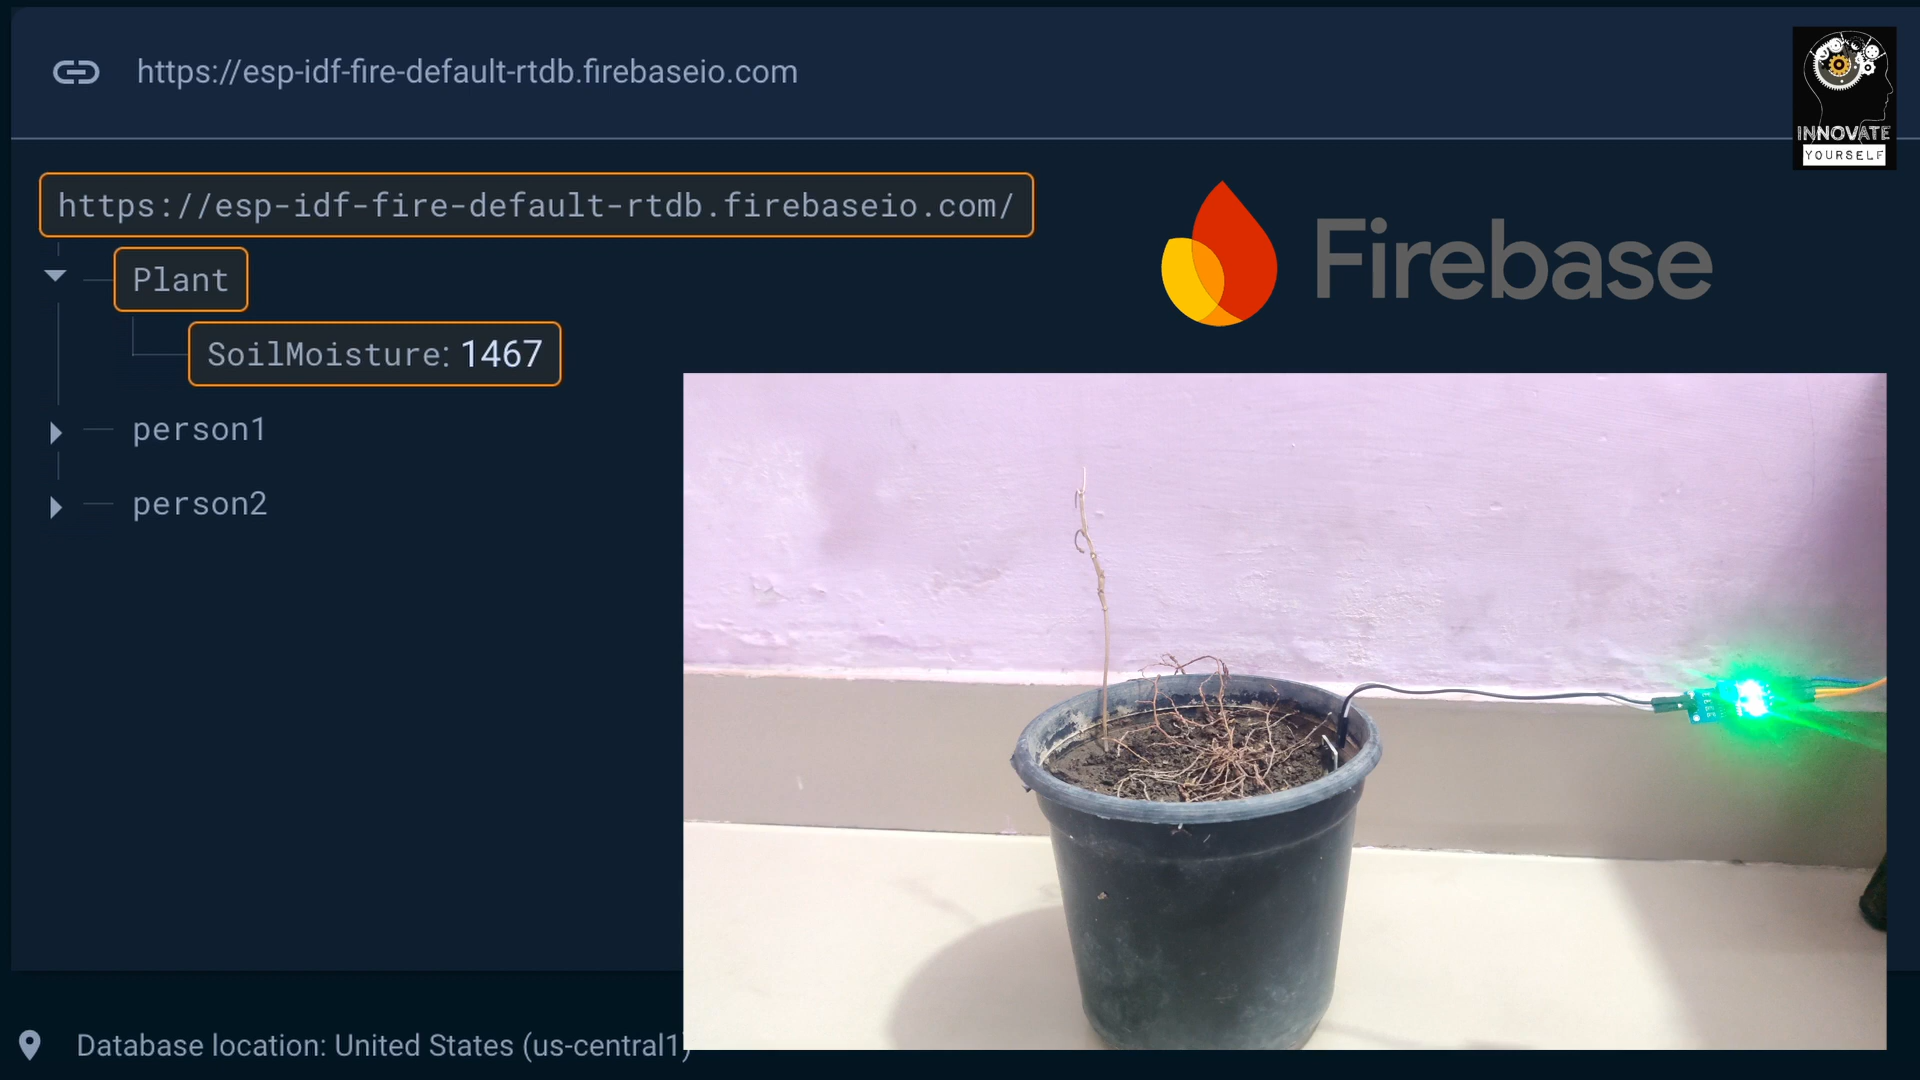 https://esp-idf-fire-default-rtdb.firebaseio.com
INNOVATE
YOURSELF
https://esp-idf-fire-default-rtdb.firebaseio.com/
Firebase
Plant
SoilMoisture: 1467
person1
person2
Database location: United States (us-central1)